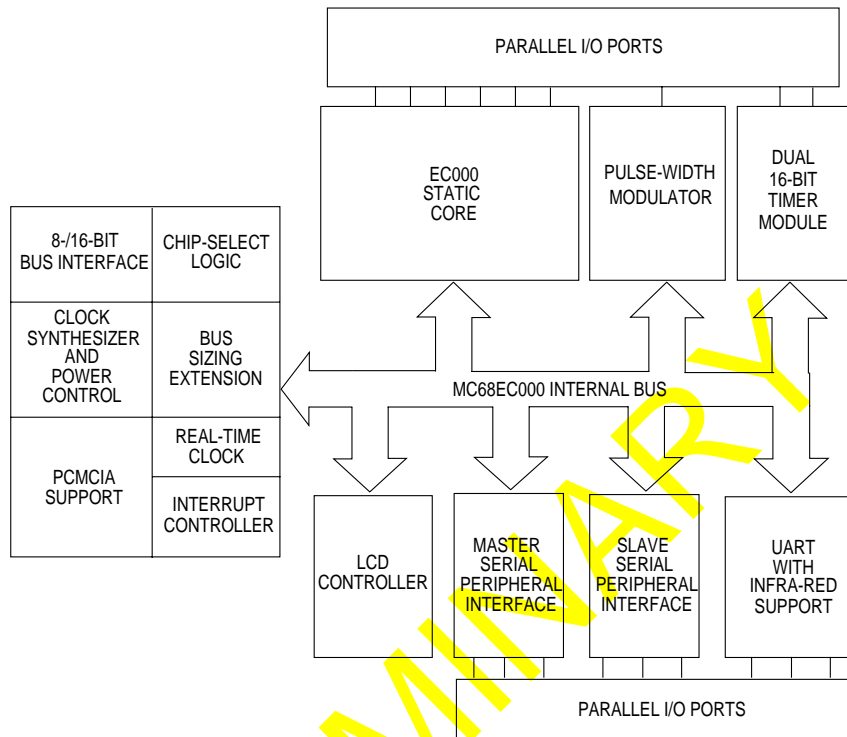 PARALLEL I/O PORTS
EC000
STATIC
CORE
PULSE-WIDTH
MODULATOR
DUAL
16-BIT
TIMER
MODULE
8-/16-BIT
BUS INTERFACE
CHIP-SELECT
LOGIC
CLOCK
SYNTHESIZER
AND
POWER
CONTROL
BUS
SIZING
EXTENSION
PCMCIA
SUPPORT
REAL-TIME
CLOCK
INTERRUPT
CONTROLLER
MC68EC000 INTERNAL BUS
LCD
CONTROLLER
MASTER
SERIAL
PERIPHERAL
INTERFACE
SLAVE
SERIAL
PERIPHERAL
INTERFACE
UART
WITH
INFRA-RED
SUPPORT
PARALLEL I/O PORTS
MINARY